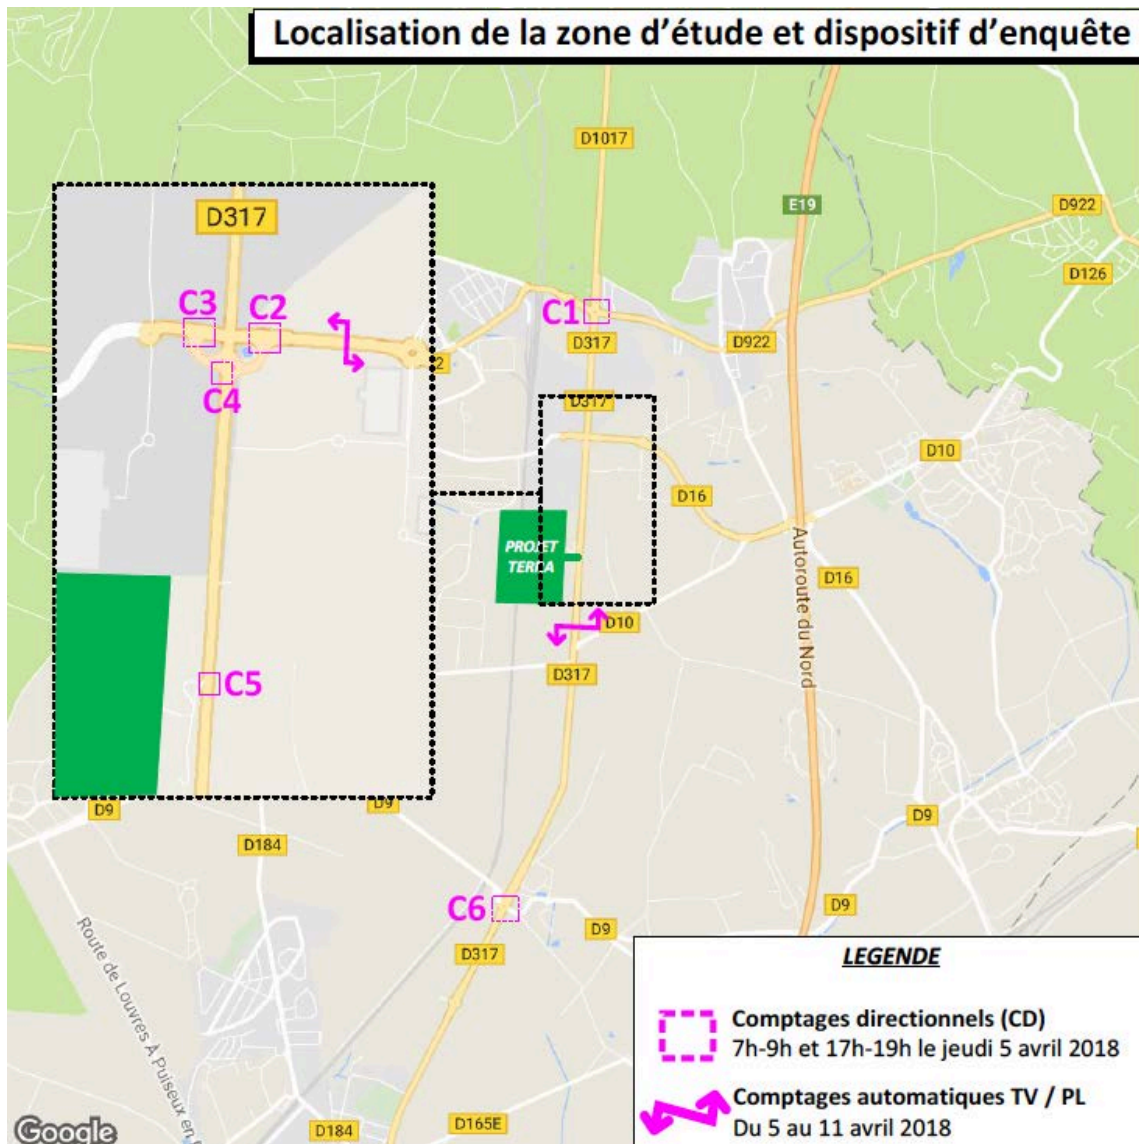 Localisation de la zone d'étude et dispositif d'enquête
D1017
E19
D922
D126
D317
C3
C2
C4
C1
D317
D922
2
D317
D10
D16
PROJET
TERCA
Autoroute du Nord
D16
D10
D317
C5
D9
D9
D184
D9
C6
D9
D9
D317
Route de Louvres À Puiseux en
LEGENDE
Comptages directionnels (CD)
7h-9h et 17h-19h le jeudi 5 avril 2018
Comptages automatiques TV / PL
Du 5 au 11 avril 2018
Google
D184
D165E